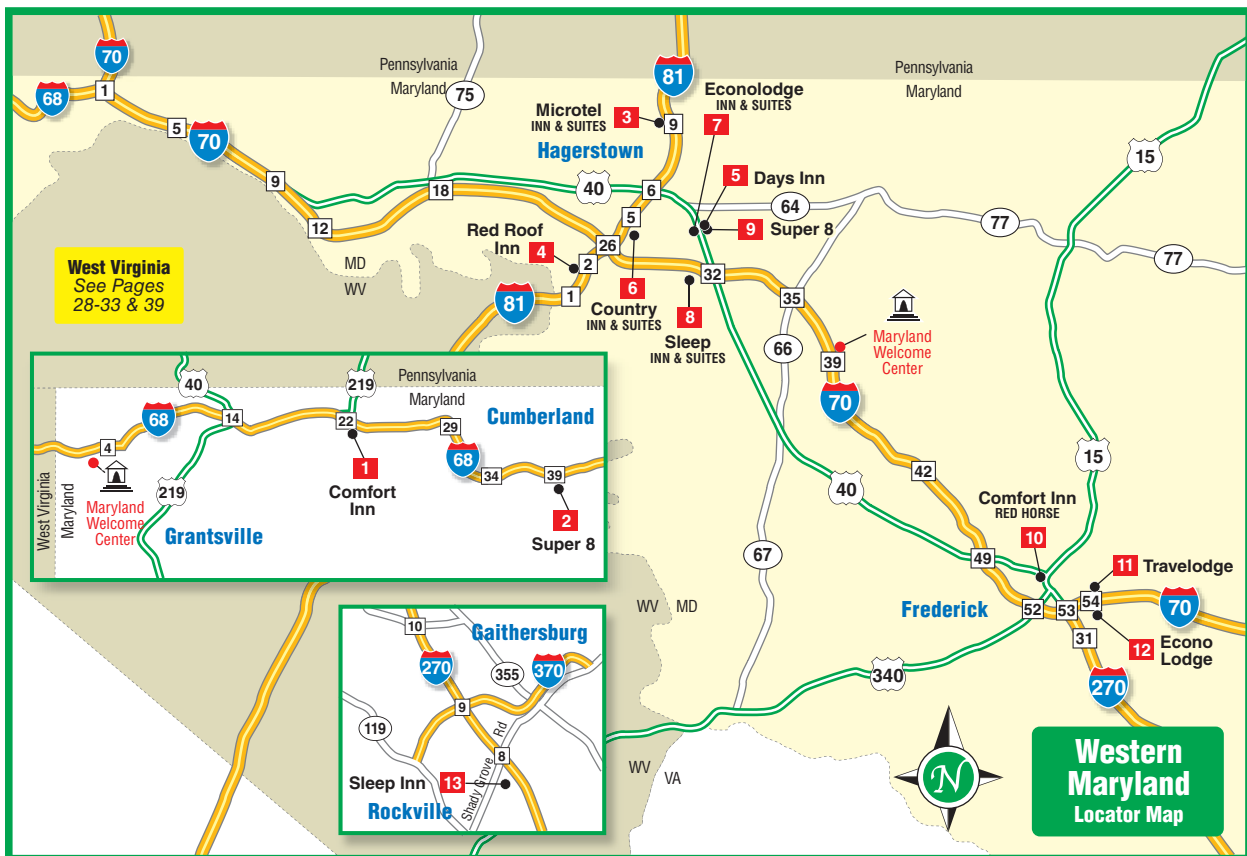 70
68
1
5
70
Pennsylvania
Maryland
75
81
Pennsylvania
Maryland
Microtel
INN & SUITES
3
9
Econolodge
INN & SUITES
7
Hagerstown
15
9
18
40
6
5
Days Inn
64
77
77
12
5
Red Roof
Inn
4
26
2
9
Super 8
West Virginia
See Pages
28-33 & 39
MD
WV
1
81
6
Country
INN & SUITES
32
8
Sleep
INN & SUITES
35
66
Maryland
Welcome
Center
39
70
40
219
Pennsylvania
Maryland
68
14
22
29
Cumberland
4
68
34
39
1
Comfort
Inn
2
Super 8
West Virginia
Maryland
Maryland
Welcome
Center
219
Grantsville
42
15
40
Comfort Inn
RED HORSE
10
49
67
11
Travelodge
Frederick
52
53
54
70
31
12
Econo
Lodge
WV
MD
340
270
10
Gaithersburg
270
355
370
9
119
Shady Grove Rd
8
Sleep Inn
13
Rockville
WV
VA
N
Western
Maryland
Locator Map